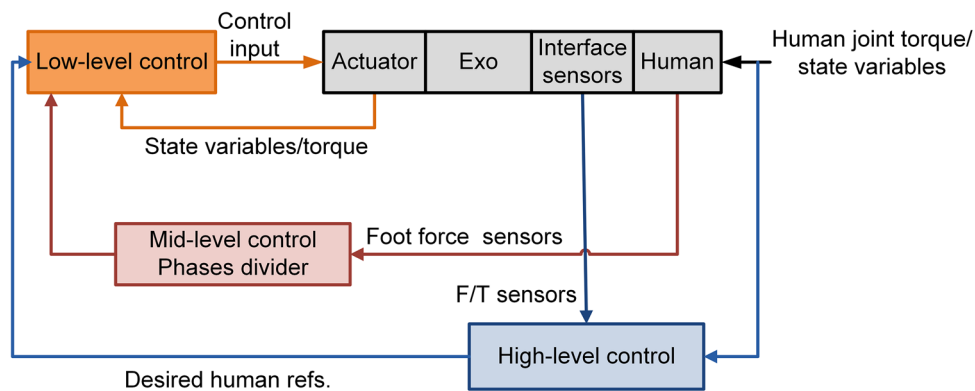 Control
input
Low-level control
Actuator
Exo
Interface
sensors
Human
Human joint torque/
state variables
State variables/torque
Mid-level control
Phases divider
Foot force sensors
F/T sensors
High-level control
Desired human refs.